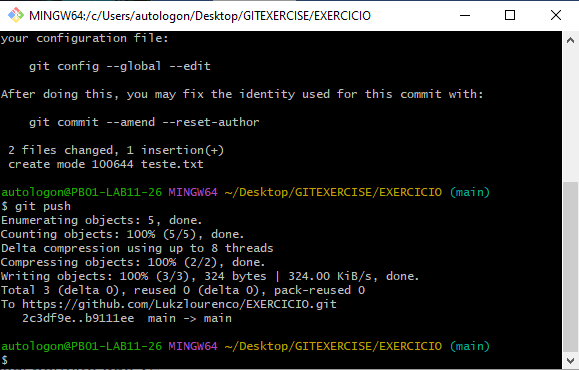 MINGW64:/c/Users/autologon/Desktop/GITEXERCISE/EXERCICIO
your configuration file:
git config --global --edit
After doing this, you may fix the identity used for this commit with:
git commit --amend --reset-author
2 files changed, 1 insertion(+)
create mode 100644 teste.txt
autologon@PBO1-LAB11-26 MINGW64 ~/Desktop/GITEXERCISE/EXERCICIO (main)
$ git push
Enumerating objects: 5, done.
Counting objects: 100% (5/5), done.
Delta compression using up to 8 threads
Compressing objects: 100% (2/2), done.
Writing objects: 100% (3/3), 324 bytes | 324.00 KiB/s, done.
Total 3 (delta 0), reused 0 (delta 0), pack-reused 0
To https://github.com/Lukzlourenco/EXERCICIO.git
2c3df9e..b9111ee  main -> main
autologon@PBO1-LAB11-26 MINGW64 ~/Desktop/GITEXERCISE/EXERCICIO (main)
$